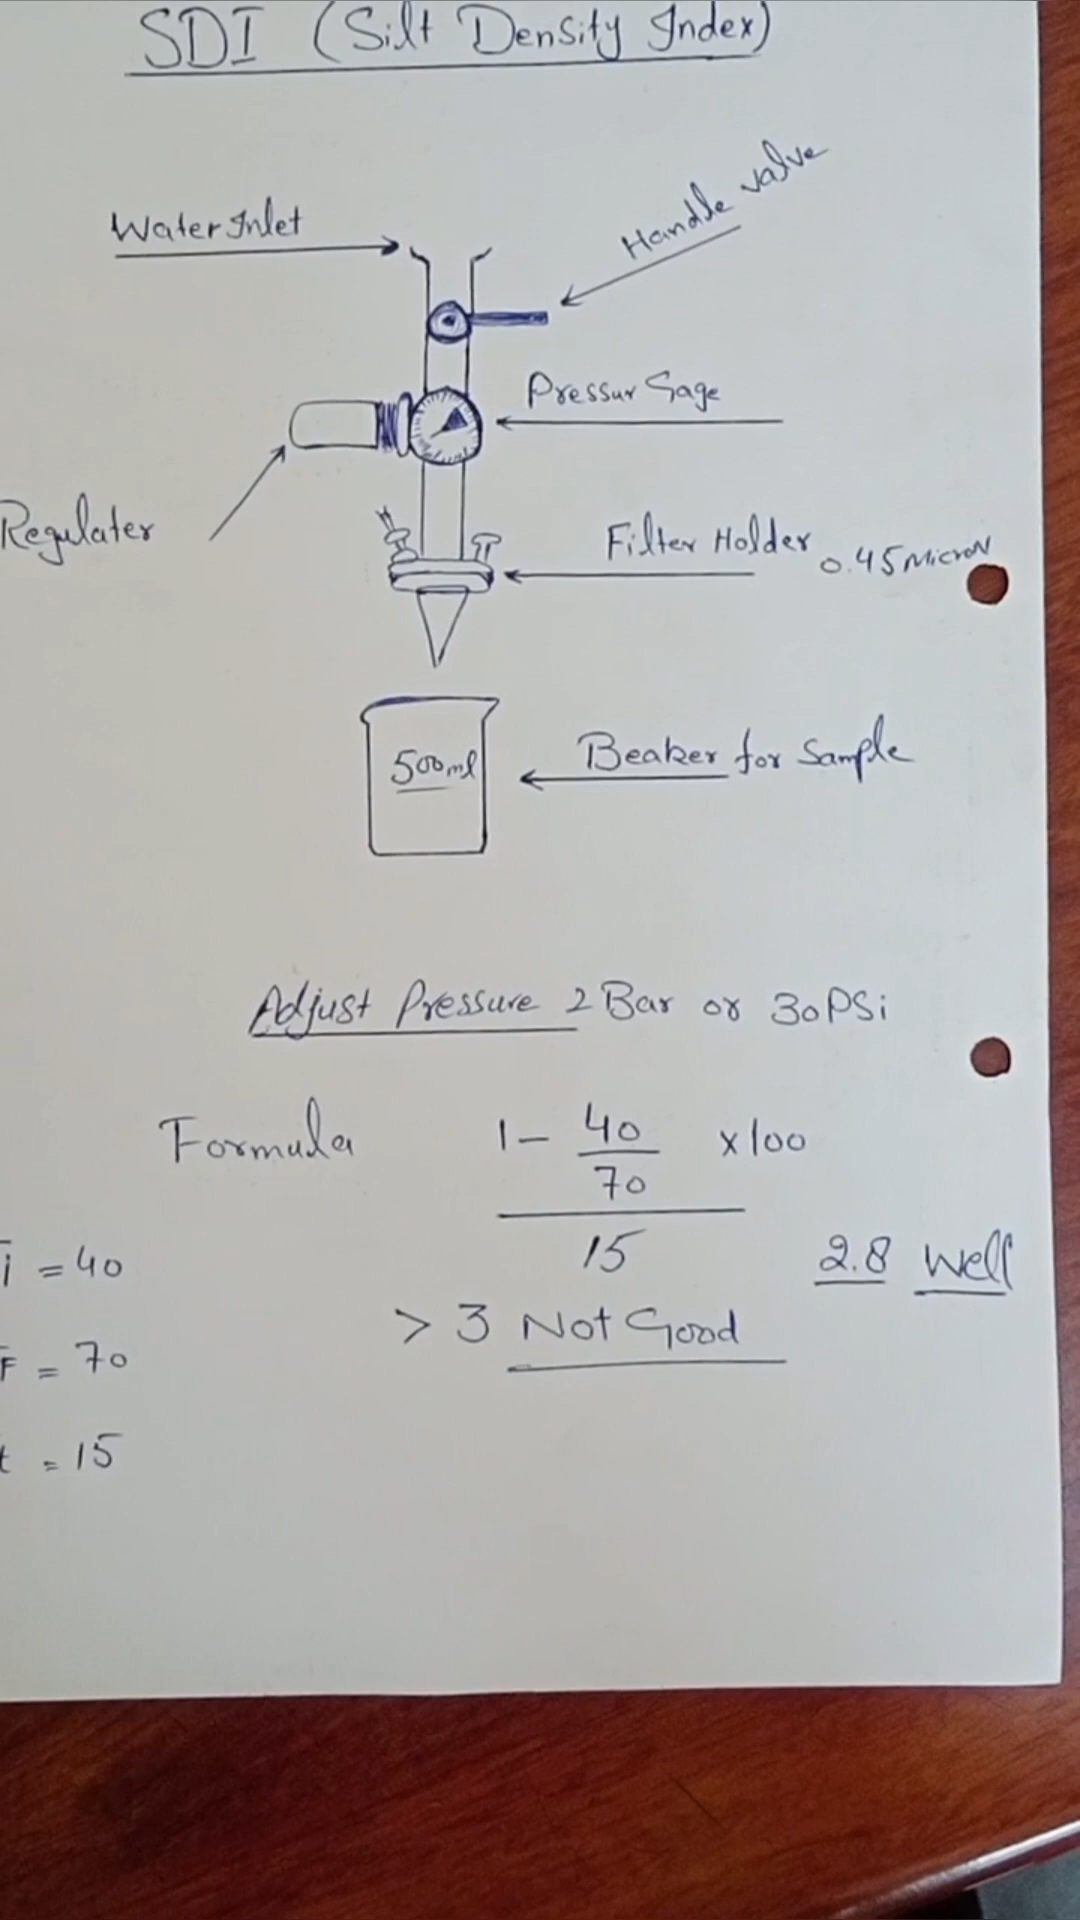 SDI (Silt Density Index)
Handle valve
Water Inlet
Pressur Gage
Regulater
Filter Holder 0.45 MicroN
500 ml
Beaker for Sample
Adjust Pressure 2 Bar or 30 PSi
Formula
1 - 40/70 x 100
15
i = 40
2.8 Well
> 3 Not Good
F = 70
t = 15